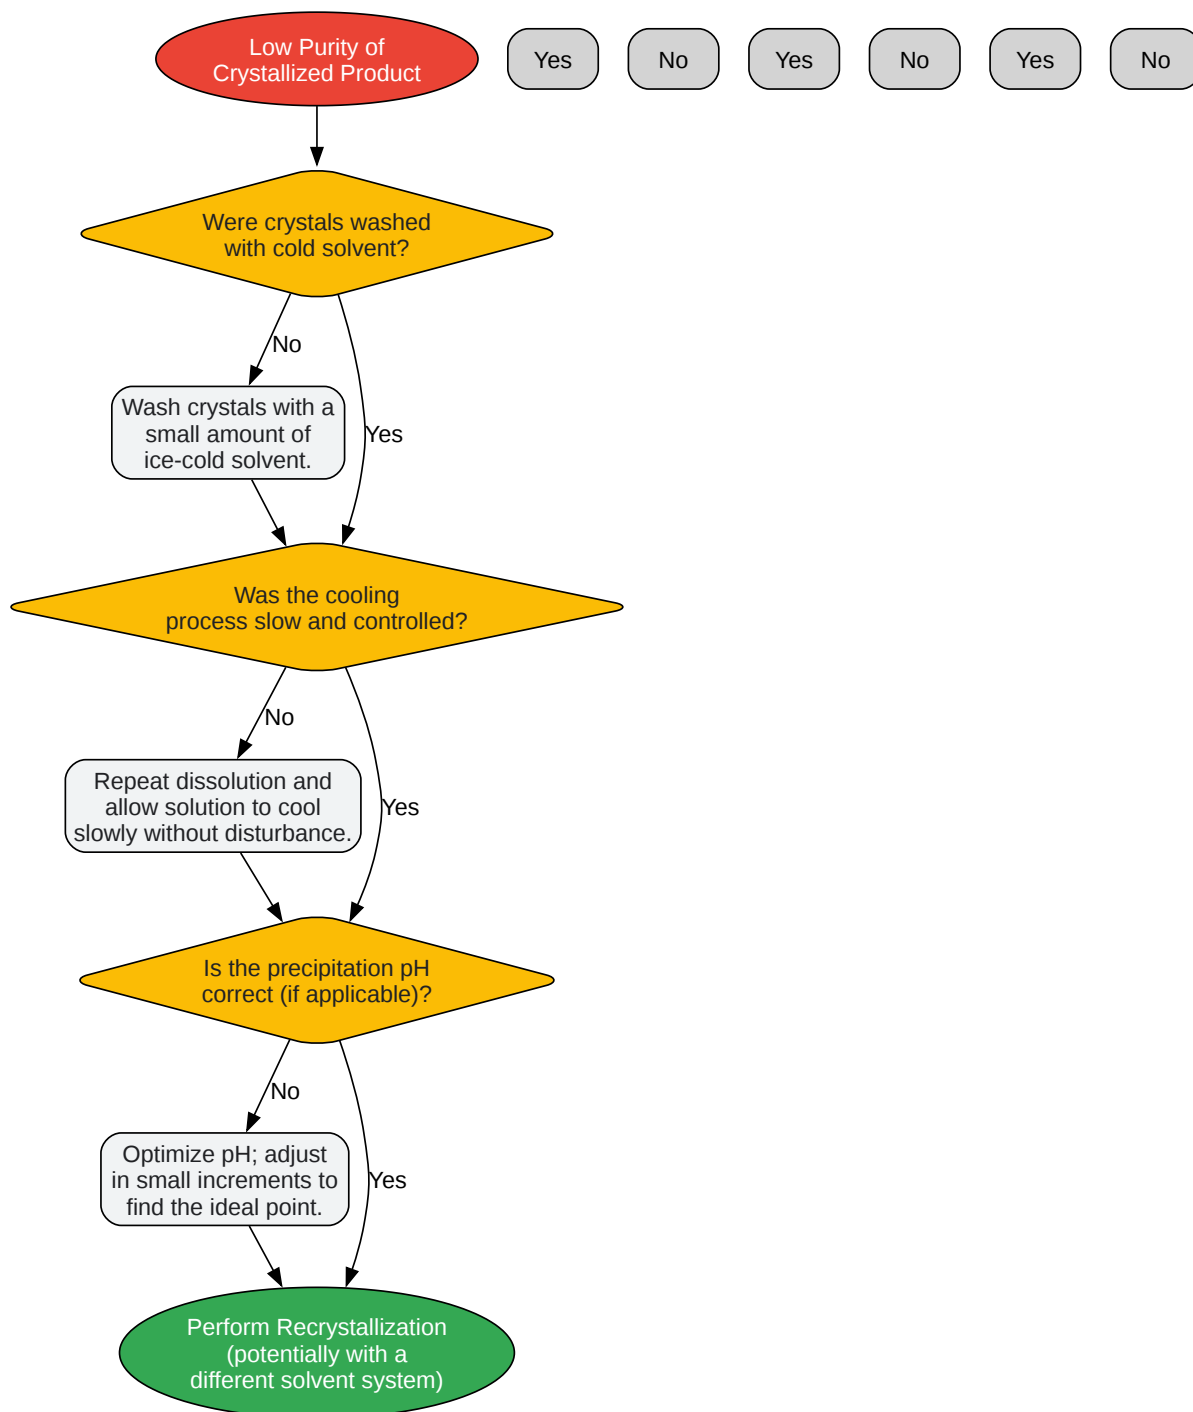 Low Purity of
Crystallized Product
Yes
No
Yes
No
Yes
No
Were crystals washed
with cold solvent?
No
Wash crystals with a
small amount of
ice-cold solvent.
Yes
Was the cooling
process slow and controlled?
No
Repeat dissolution and
allow solution to cool
slowly without disturbance.
Yes
Is the precipitation pH
correct (if applicable)?
No
Optimize pH; adjust
in small increments to
find the ideal point.
Yes
Perform Recrystallization
(potentially with a
different solvent system)